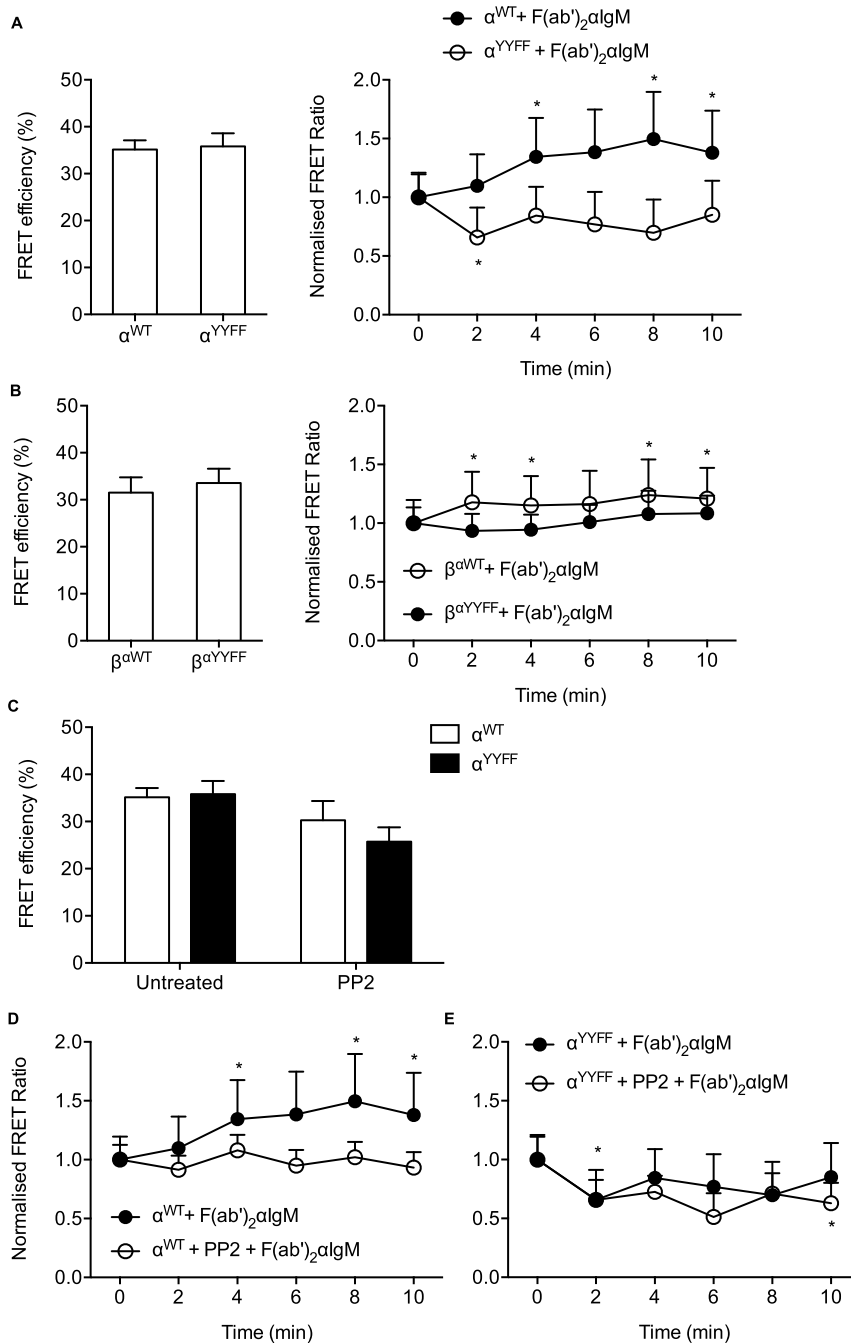 A
α^WT + F(ab')₂αIgM
α^YYFF + F(ab')₂αIgM
FRET efficiency (%)
50
40
30
20
10
0
α^WT α^YYFF
Normalised FRET Ratio
2.0
1.5
1.0
0.5
0.0
* * *
*
0 2 4 6 8 10
Time (min)
B
FRET efficiency (%)
50
40
30
20
10
0
β^αWT β^αYYFF
Normalised FRET Ratio
2.0
1.5
1.0
0.5
0.0
* * * *
β^αWT + F(ab')₂αIgM
β^αYYFF + F(ab')₂αIgM
0 2 4 6 8 10
Time (min)
C
FRET efficiency (%)
50
40
30
20
10
0
α^WT
α^YYFF
Untreated PP2
D
Normalised FRET Ratio
2.0
1.5
1.0
0.5
0.0
* * *
α^WT + F(ab')₂αIgM
α^WT + PP2 + F(ab')₂αIgM
0 2 4 6 8 10
Time (min)
E
α^YYFF + F(ab')₂αIgM
α^YYFF + PP2 + F(ab')₂αIgM
2.0
1.5
1.0
0.5
0.0
*
*
0 2 4 6 8 10
Time (min)